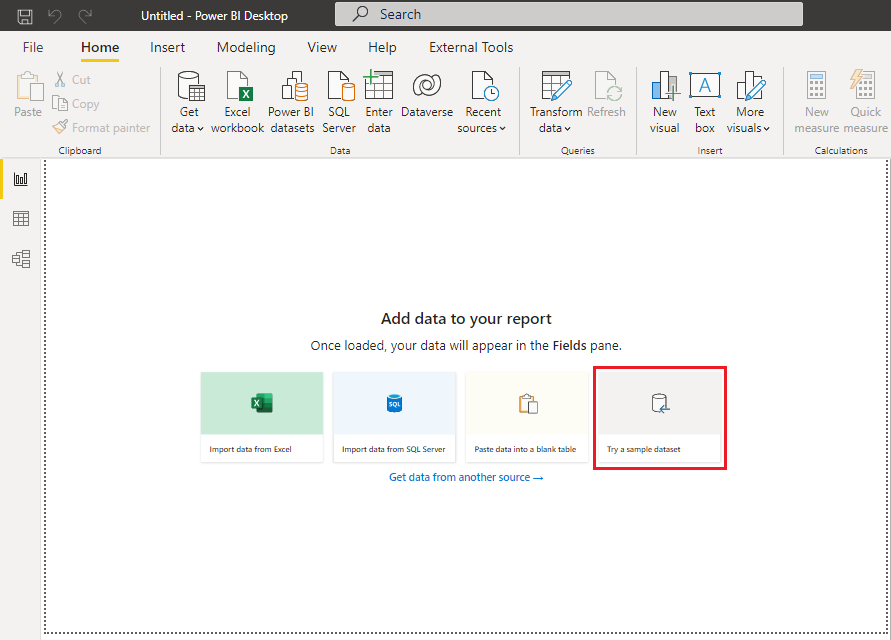 Untitled - Power BI Desktop
Search
File Home Insert Modeling View Help External Tools
Paste
Cut
Copy
Format painter
Clipboard
Get data
Excel workbook
Power BI datasets
SQL Server
Enter data
Dataverse
Recent sources
Data
Transform data
Refresh
Queries
New visual
Text box
More visuals
Insert
New measure
Quick measure
Calculations
Add data to your report
Once loaded, your data will appear in the Fields pane.
Import data from Excel
SQL
Import data from SQL Server
Paste data into a blank table
Try a sample dataset
Get data from another source →